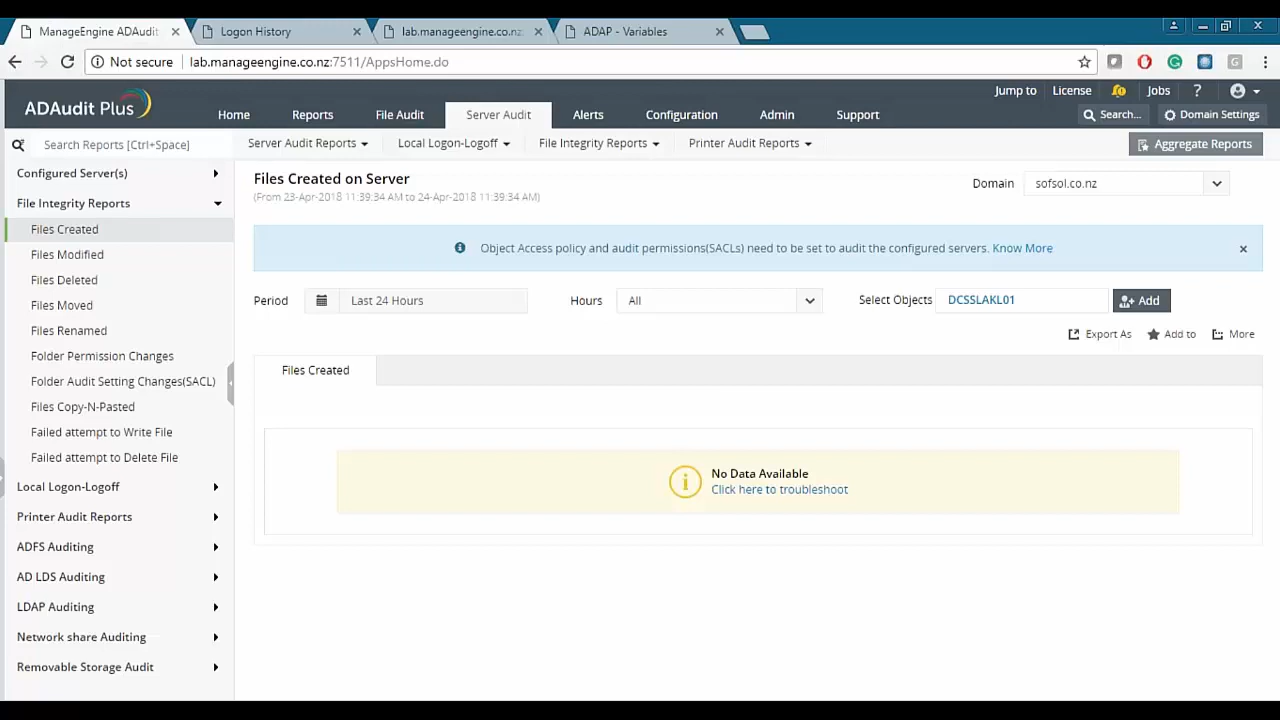 ManageEngine ADAudit
Logon History
lab.manageengine.co.nz
ADAP - Variables
Not secure
lab.manageengine.co.nz:7511/AppsHome.do
Jump to
License
Jobs
?
ADAudit Plus
Home
Reports
File Audit
Server Audit
Alerts
Configuration
Admin
Support
Search...
Domain Settings
Search Reports [Ctrl+Space]
Server Audit Reports
Local Logon-Logoff
File Integrity Reports
Printer Audit Reports
Aggregate Reports
Configured Server(s)
File Integrity Reports
Files Created
Files Modified
Files Deleted
Files Moved
Files Renamed
Folder Permission Changes
Folder Audit Setting Changes(SACL)
Files Copy-N-Pasted
Failed attempt to Write File
Failed attempt to Delete File
Local Logon-Logoff
Printer Audit Reports
ADFS Auditing
AD LDS Auditing
LDAP Auditing
Network share Auditing
Removable Storage Audit
Files Created on Server
(From 23-Apr-2018 11:39:34 AM to 24-Apr-2018 11:39:34 AM)
Domain
sofsol.co.nz
Object Access policy and audit permissions(SACLs) need to be set to audit the configured servers. Know More
Period
Last 24 Hours
Hours
All
Select Objects
DCSSLAKL01
Add
Export As
Add to
More
Files Created
No Data Available
Click here to troubleshoot